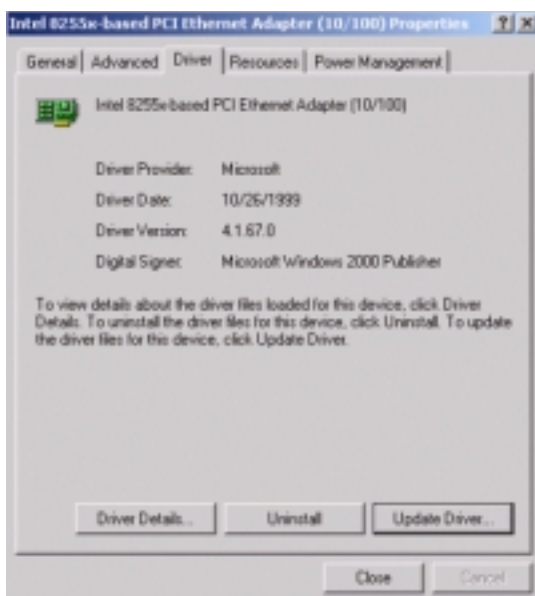 Intel 8255x-based PCI Ethernet Adapter (10/100) Properties
General Advanced Driver Resources Power Management
Intel 8255x-based PCI Ethernet Adapter (10/100)
Driver Provider: Microsoft
Driver Date: 10/26/1999
Driver Version: 4.1.67.0
Digital Signer: Microsoft Windows 2000 Publisher
To view details about the driver files loaded for this device, click Driver
Details. To uninstall the driver files for this device, click Uninstall. To update
the driver files for this device, click Update Driver.
Driver Details... Uninstall Update Driver...
Close Cancel